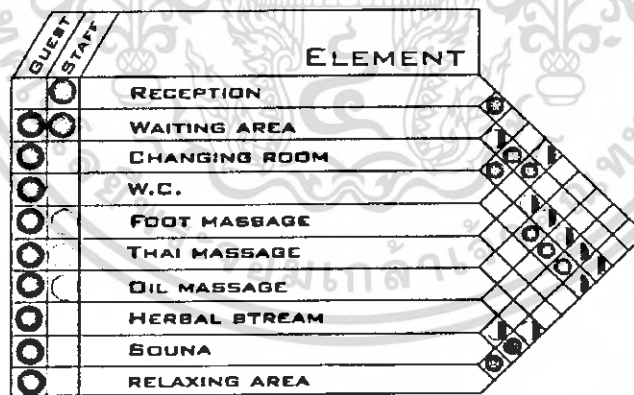 GUEST
STAFF
ELEMENT
RECEPTION
WAITING AREA
CHANGING ROOM
W.C.
FOOT MASSAGE
THAI MASSAGE
OIL MASSAGE
HERBAL STREAM
SOUNA
RELAXING AREA